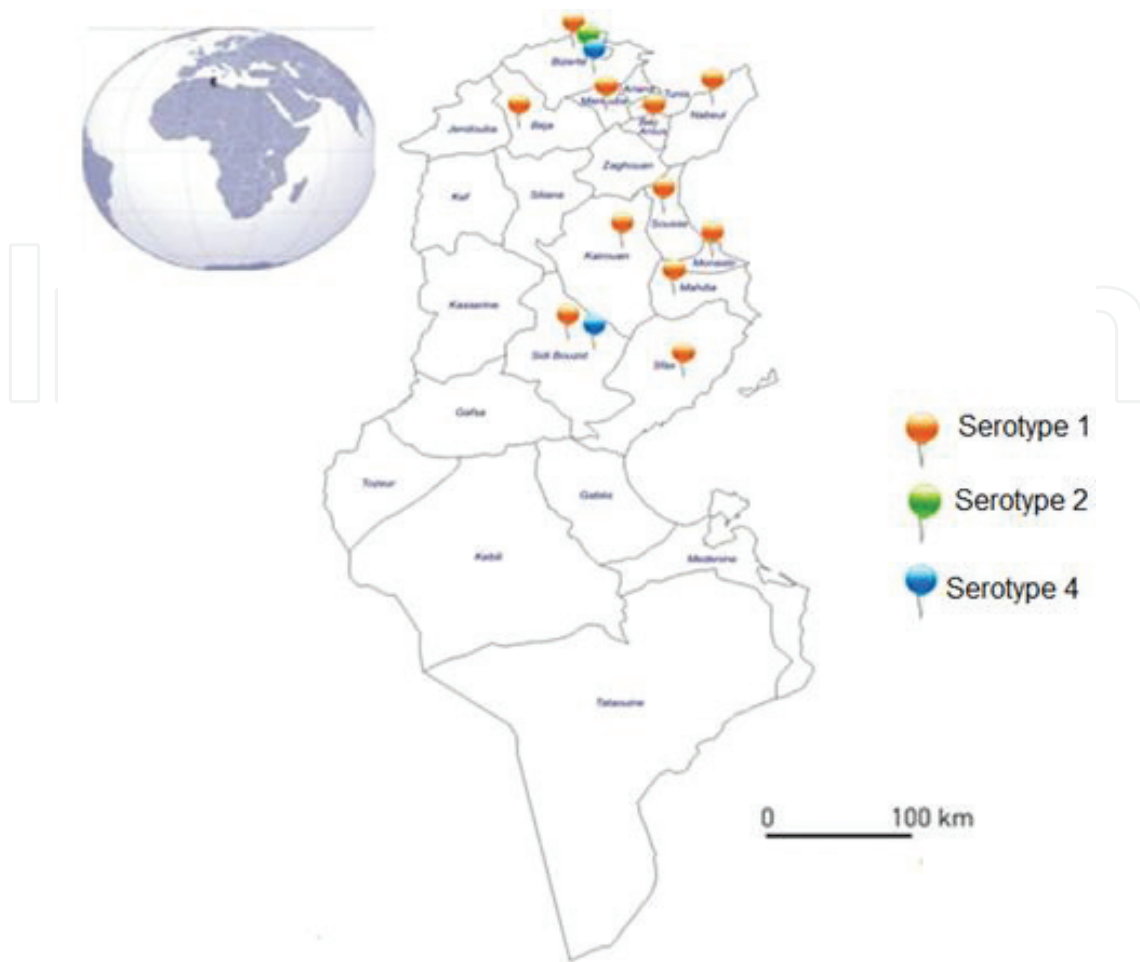 Bizerte
Ariana
Tunis
Manouba
Nabeul
Ben
Arous
Jendouba
Beja
Zaghouan
Kef
Siliana
Sousse
Kairouan
Monastir
Mahdia
Kasserine
Sidi Bouzid
Sfax
Gafsa
Serotype 1
Tozeur
Gabès
Serotype 2
Kebili
Medenine
Serotype 4
Tataouine
0 100 km